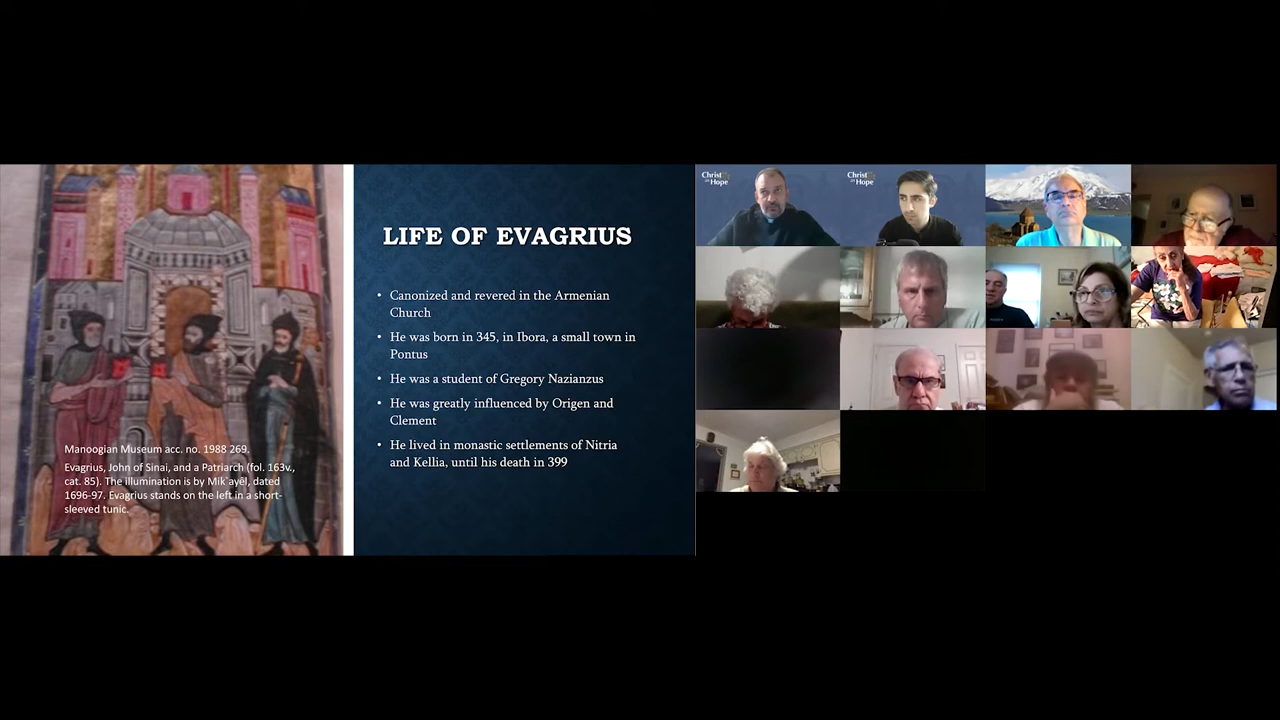 LIFE OF EVAGRIUS
• Canonized and revered in the Armenian
Church
• He was born in 345, in Ibora, a small town in
Pontus
• He was a student of Gregory Nazianzus
• He was greatly influenced by Origen and
Clement
• He lived in monastic settlements of Nitria
and Kellia, until his death in 399
Manoogian Museum acc. no. 1988 269.
Evagrius, John of Sinai, and a Patriarch (fol. 163v.,
cat. 85). The illumination is by Mik`ayēl, dated
1696-97. Evagrius stands on the left in a short-
sleeved tunic.
Christ
Hope
Christ
Hope